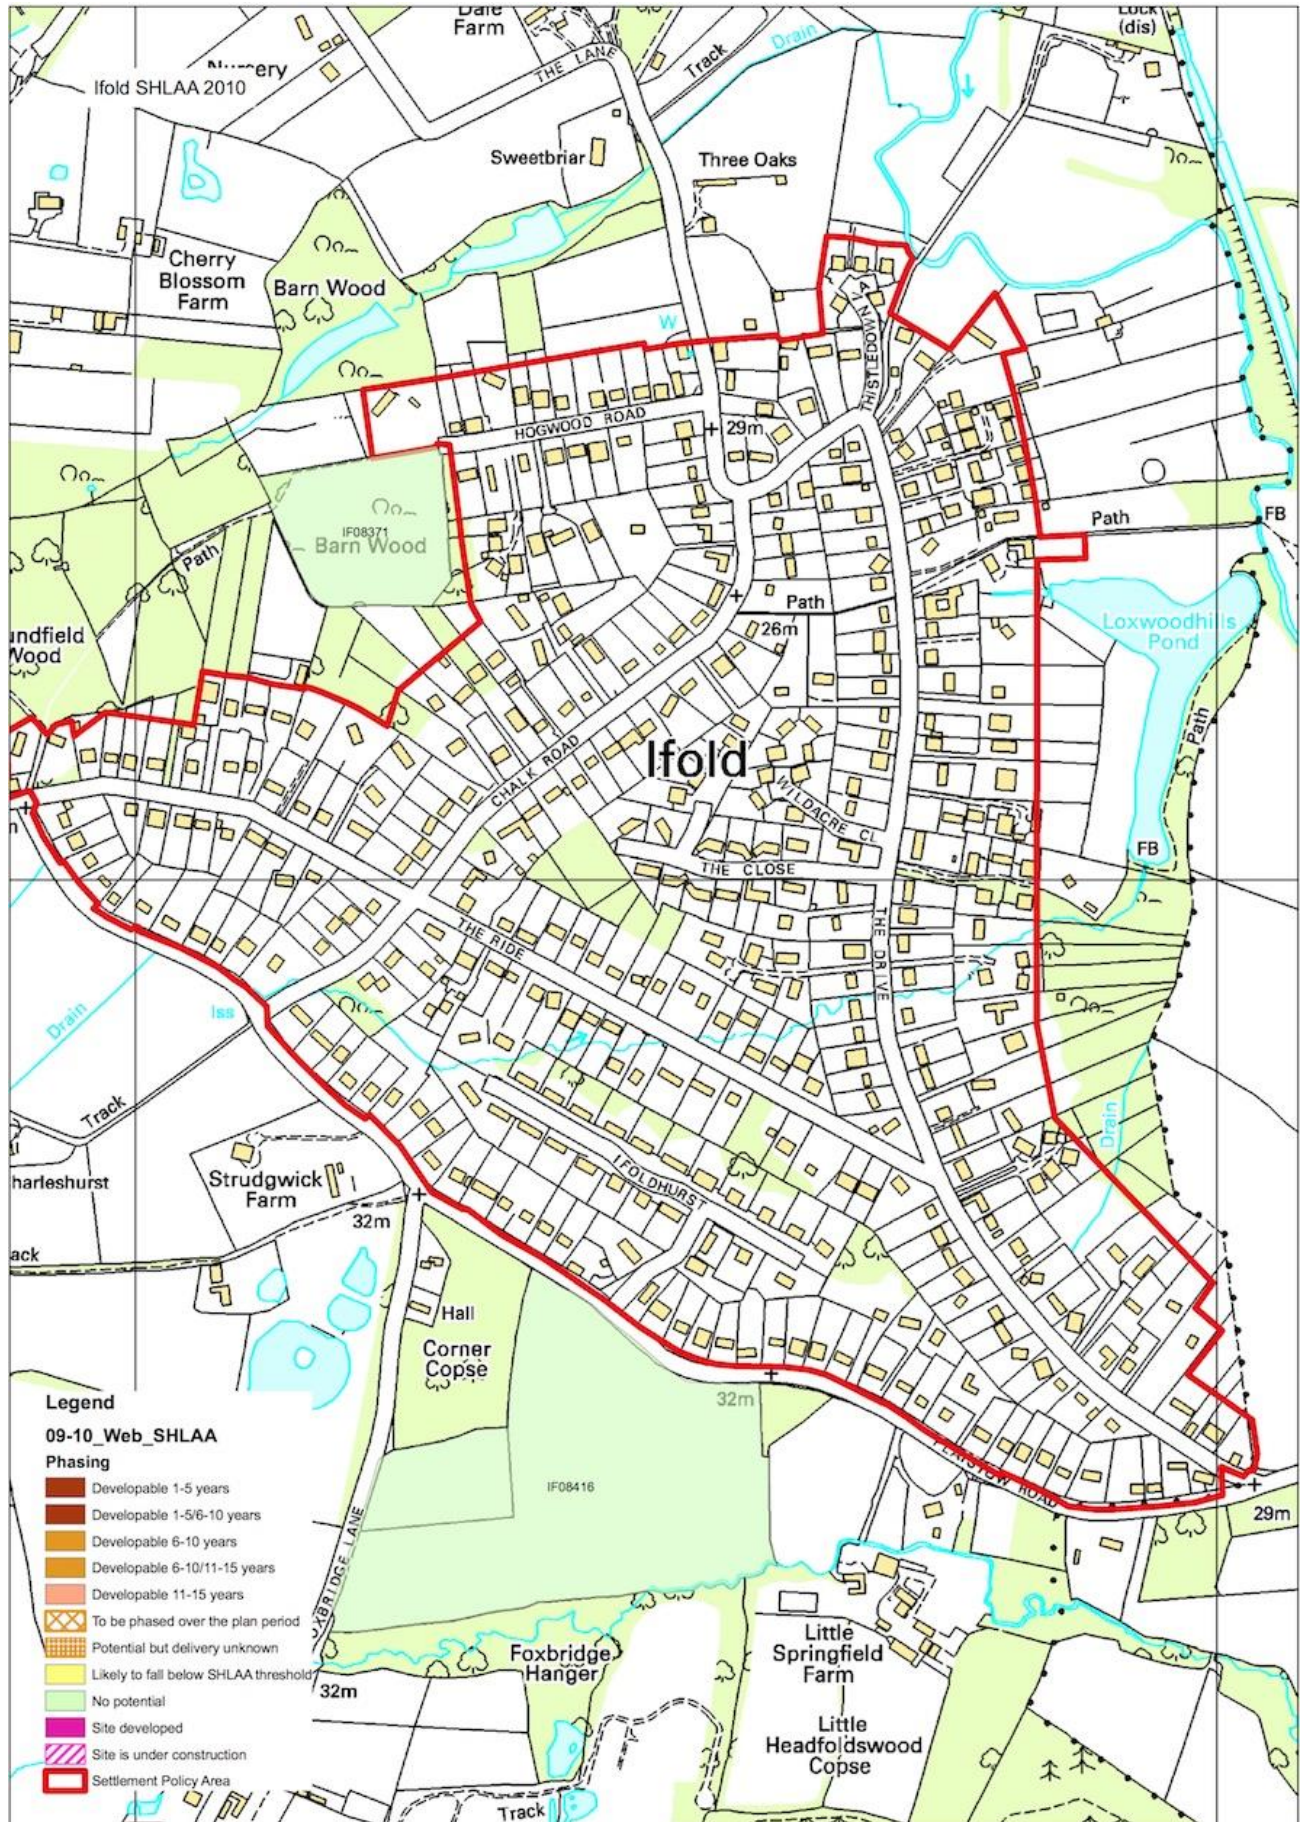 Dale
Farm
Lock
(dis)
Drain
THE LANE
Track
Nursery
Ifold SHLAA 2010
Sweetbriar
Three Oaks
Cherry
Blossom
Farm
Barn Wood
W
HOGWOOD ROAD
29m
Path
FB
IF08371
Barn Wood
Path
Path
26m
Loxwoodhills
Pond
Wood
Path
Ifold
CHALK ROAD
WILDACRE CL
THE CLOSE
FB
THE RIDE
THE DRIVE
Iss
Drain
Track
Drain
harleshurst
Strudgwick
Farm
32m
IFOLDHURST
ack
Hall
Corner
Copse
32m
IF08416
PLAISTOW ROAD
29m
Legend
09-10_Web_SHLAA
Phasing
Developable 1-5 years
Developable 1-5/6-10 years
Developable 6-10 years
Developable 6-10/11-15 years
Developable 11-15 years
To be phased over the plan period
Potential but delivery unknown
Likely to fall below SHLAA threshold
No potential
Site developed
Site is under construction
Settlement Policy Area
OXBRIDGE LANE
32m
Foxbridge
Hanger
Little
Springfield
Farm
Little
Headfoldswood
Copse
Track